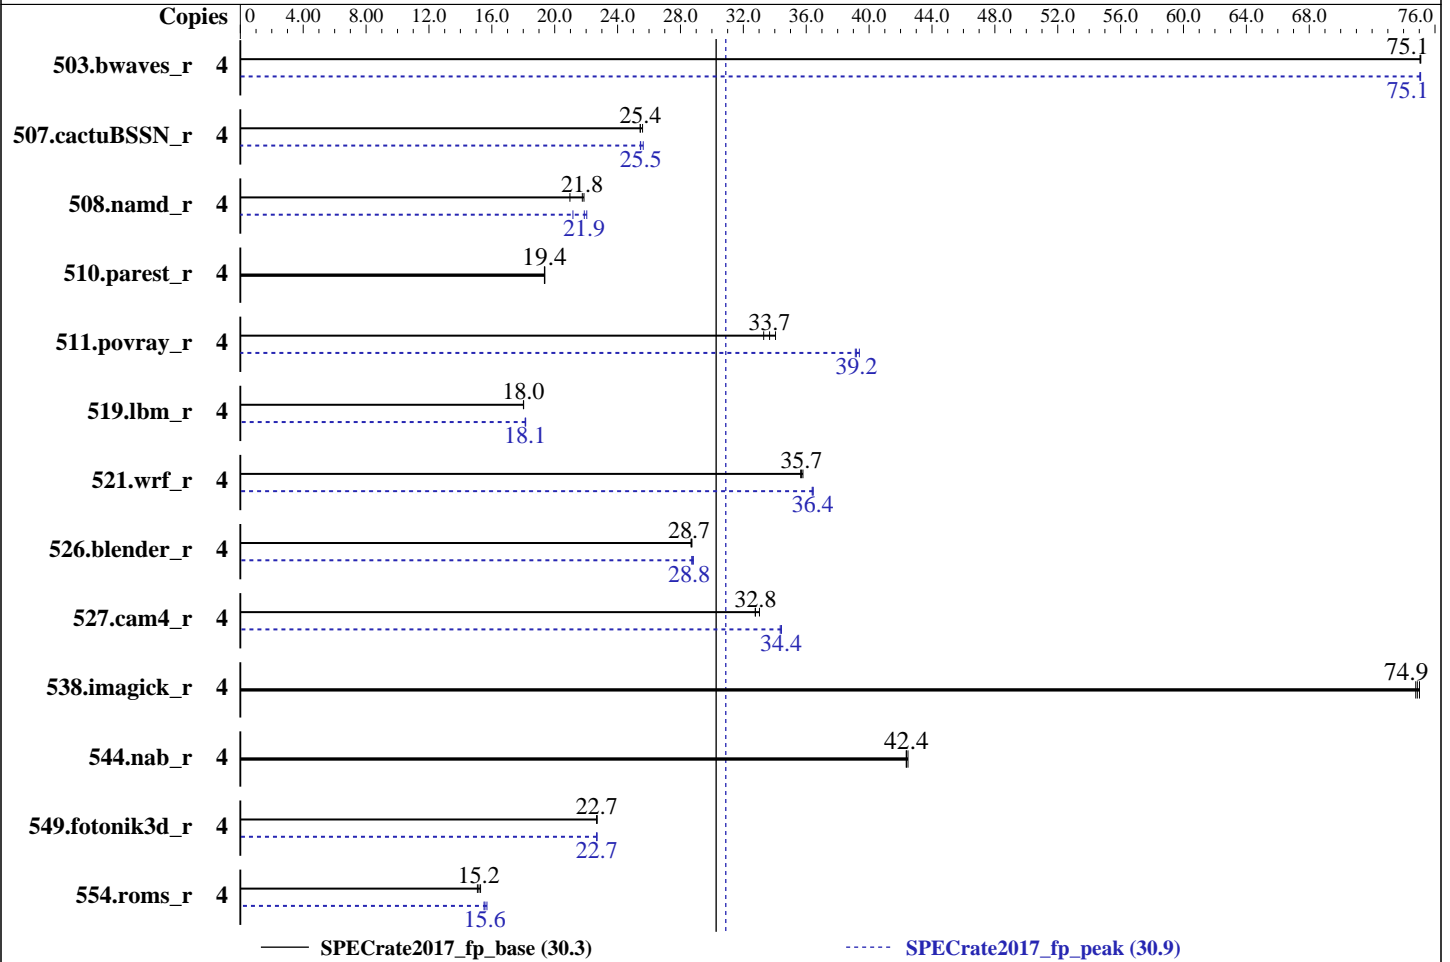 Copies 0 4.00 8.00 12.0 16.0 20.0 24.0 28.0 32.0 36.0 40.0 44.0 48.0 52.0 56.0 60.0 64.0 68.0 76.0
503.bwaves_r 4 75.1
75.1
507.cactuBSSN_r 4 25.4
25.5
508.namd_r 4 21.8
21.9
510.parest_r 4 19.4
511.povray_r 4 33.7
39.2
519.lbm_r 4 18.0
18.1
521.wrf_r 4 35.7
36.4
526.blender_r 4 28.7
28.8
527.cam4_r 4 32.8
34.4
538.imagick_r 4 74.9
544.nab_r 4 42.4
549.fotonik3d_r 4 22.7
22.7
554.roms_r 4 15.2
15.6
SPECrate2017_fp_base (30.3) SPECrate2017_fp_peak (30.9)